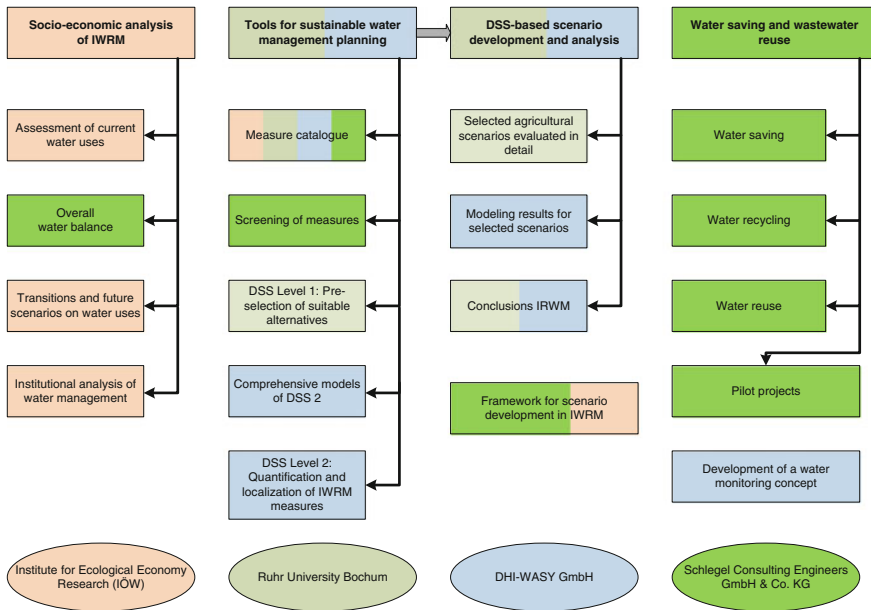 Socio-economic analysis
of IWRM
Assessment of current
water uses
Overall
water balance
Transitions and future
scenarios on water uses
Institutional analysis of
water management
Tools for sustainable water
management planning
Measure catalogue
Screening of measures
DSS Level 1: Pre-
selection of suitable
alternatives
Comprehensive models
of DSS 2
DSS Level 2:
Quantification and
localization of IWRM
measures
DSS-based scenario
development and analysis
Selected agricultural
scenarios evaluated in
detail
Modeling results for
selected scenarios
Conclusions IRWM
Framework for scenario
development in IWRM
Water saving and wastewater
reuse
Water saving
Water recycling
Water reuse
Pilot projects
Development of a water
monitoring concept
Institute for Ecological Economy
Research (IÖW)
Ruhr University Bochum
DHI-WASY GmbH
Schlegel Consulting Engineers
GmbH & Co. KG